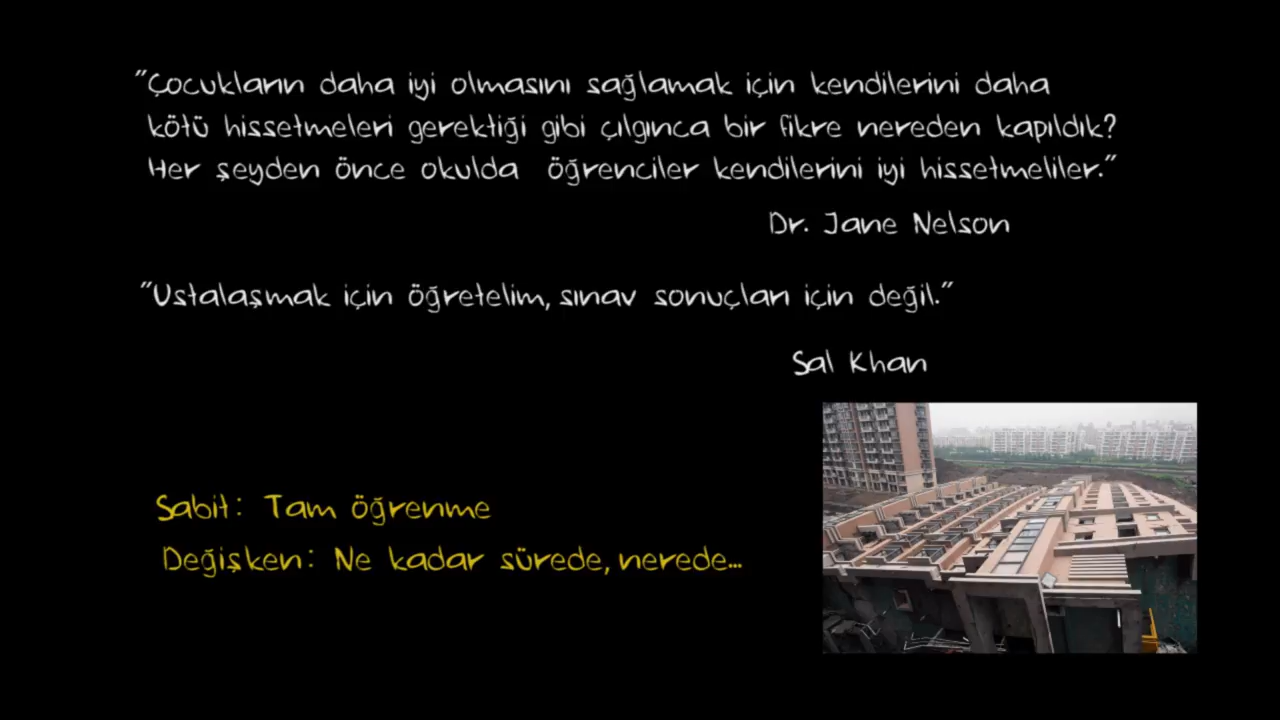 "Çocukların daha iyi olmasını sağlamak için kendilerini daha
kötü hissetmeleri gerektiği gibi çılgınca bir fikre nereden kapıldık?
Her şeyden önce okulda öğrenciler kendilerini iyi hissetmeliler."
Dr. Jane Nelson
"Ustalaşmak için öğretelim, sınav sonuçları için değil."
Sal Khan
Sabit: Tam öğrenme
Değişken: Ne kadar sürede, nerede...